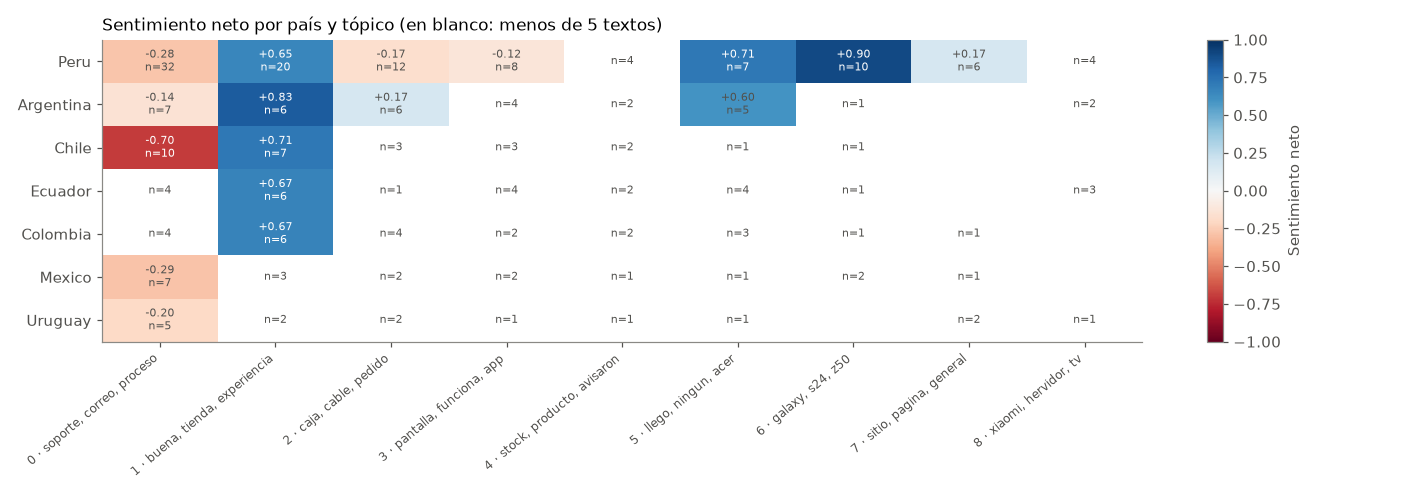 Sentimiento neto por país y tópico (en blanco: menos de 5 textos)
Peru
-0.28 +0.65 -0.17 -0.12 n=4 +0.71 +0.90 +0.17 n=4
n=32 n=20 n=12 n=8 n=7 n=10 n=6
Argentina
-0.14 +0.83 +0.17 n=4 n=2 +0.60 n=1 n=2
n=7 n=6 n=6 n=5
Chile
-0.70 +0.71 n=3 n=3 n=2 n=1 n=1
n=10 n=7
Ecuador
n=4 +0.67 n=1 n=4 n=2 n=4 n=1 n=3
n=6
Colombia
n=4 +0.67 n=4 n=2 n=2 n=3 n=1 n=1
n=6
Mexico
-0.29 n=3 n=2 n=2 n=1 n=1 n=2 n=1
n=7
Uruguay
-0.20 n=2 n=2 n=1 n=1 n=1 n=2 n=1
n=5
0 · soporte, correo, proceso
1 · buena, tienda, experiencia
2 · caja, cable, pedido
3 · pantalla, funciona, app
4 · stock, producto, avisaron
5 · llego, ningun, acer
6 · galaxy, s24, z50
7 · sitio, pagina, general
8 · xiaomi, hervidor, tv
1.00
0.75
0.50
0.25
0.00
−0.25
−0.50
−0.75
−1.00
Sentimiento neto